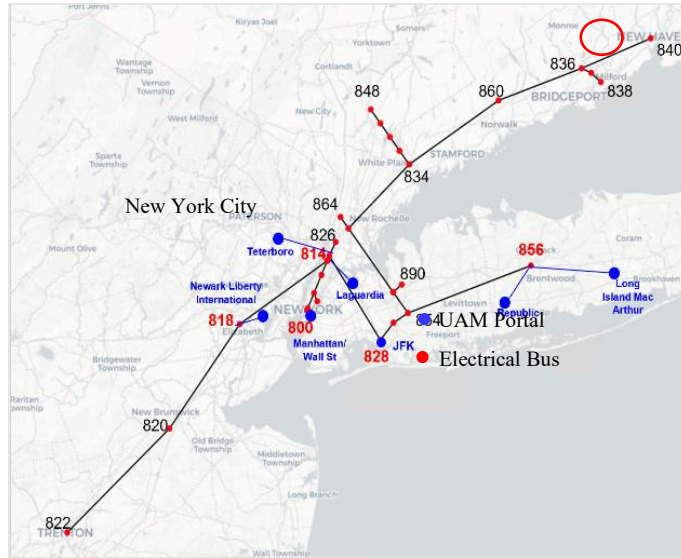 Port Jervis
Kiryas Joel
Monroe
NEW HAVEN
Somers
840
Yorktown
836
Wantage
Township
Cortlandt
Milford
838
Vernon
Township
848
860
BRIDGEPORT
New City
West Milford
Norwalk
STAMFORD
Sparta
Township
White Plain
834
New York City
864
PATERSON
New Rochelle
826
856
Mount Olive
814
Teterboro
Coram
890
Brentwood
Brookhaven
Newark Liberty
International
Laguardia
Levittown
Long
Island Mac
Arthur
NEW YORK
Republic
818
800
UAM Portal
Elizabeth
Freeport
Manhattan/
Wall St
JFK
828
Electrical Bus
Bridgewater
Township
Raritan
Township
New Brunswick
820
Old Bridge
Township
Middletown
Township
Long Branch
822
TRENTON
Wall Township